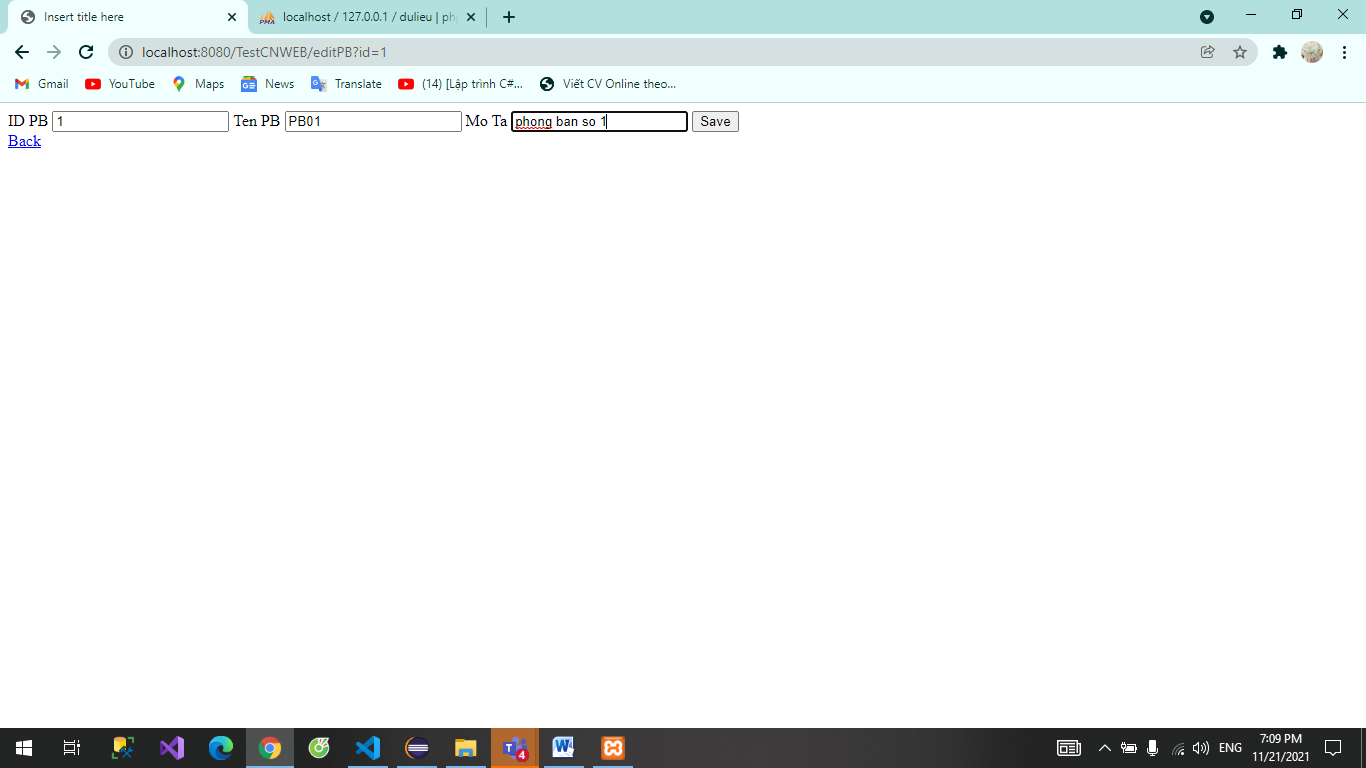 Insert title here
localhost / 127.0.0.1 / dulieu | ph
localhost:8080/TestCNWEB/editPB?id=1
Gmail YouTube Maps News Translate (14) [Lập trình C#... Viết CV Online theo...
ID PB 1 Ten PB PB01 Mo Ta phong ban so 1 Save
Back
4 ENG 7:09 PM
11/21/2021